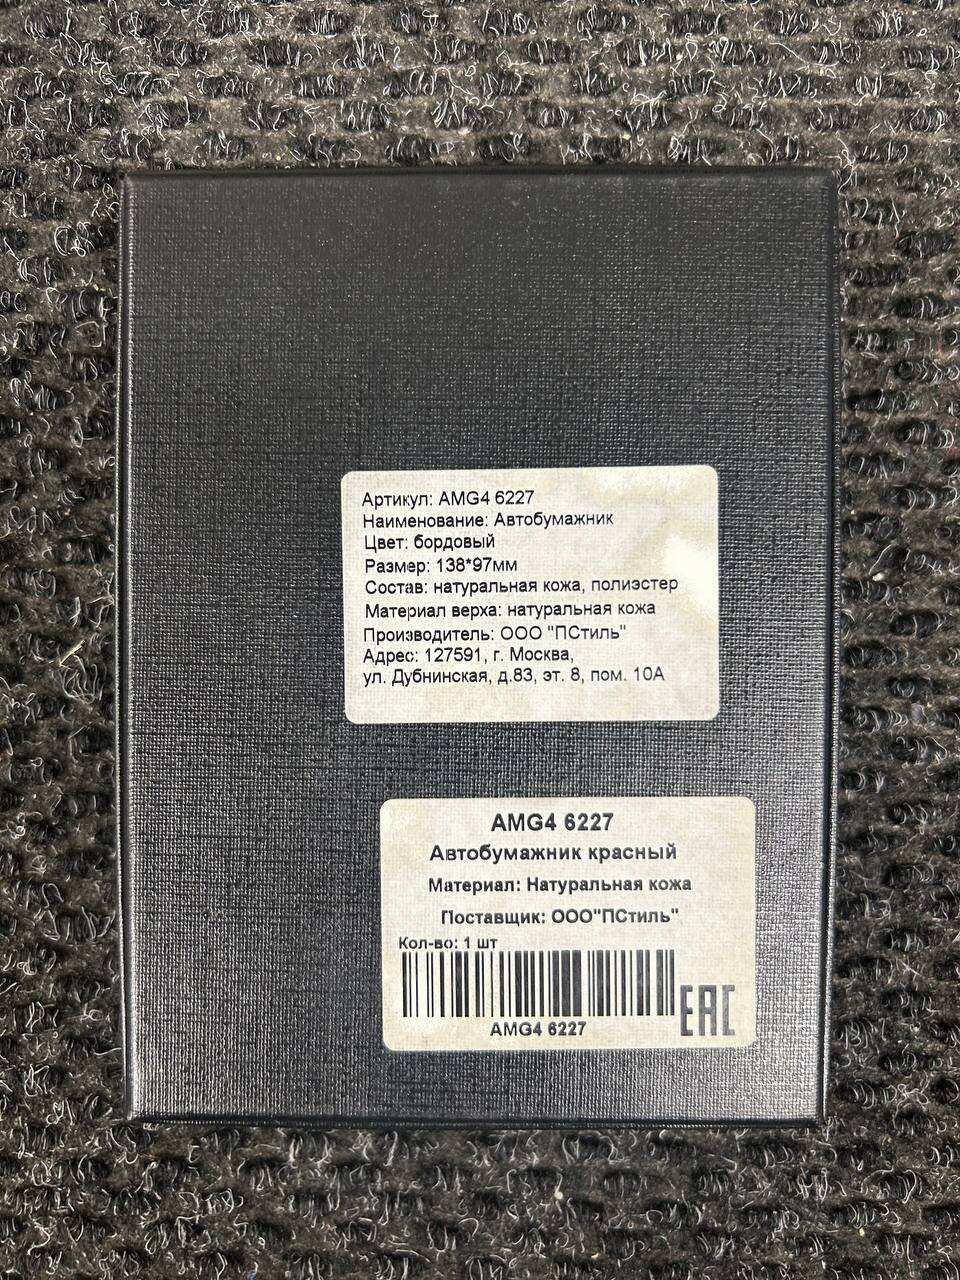 Артикул: AMG4 6227
Наименование: Автобумажник
Цвет: бордовый
Размер: 138*97мм
Состав: натуральная кожа, полиэстер
Материал верха: натуральная кожа
Производитель: ООО "ПСтиль"
Адрес: 127591, г. Москва,
ул. Дубнинская, д.83, эт. 8, пом. 10А
AMG4 6227
Автобумажник красный
Материал: Натуральная кожа
Поставщик: ООО"ПСтиль"
Кол-во: 1 шт
AMG4 6227
EAC